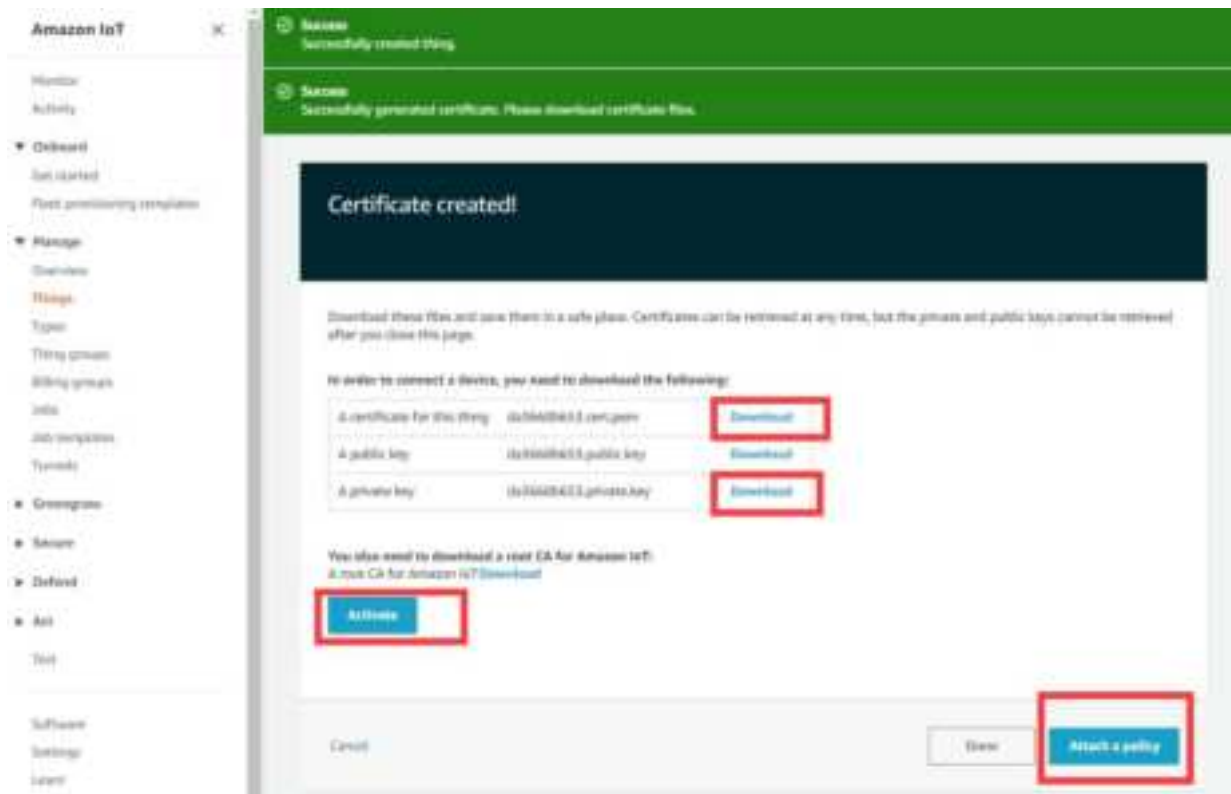 Amazon IoT
Monitor
Activity
Onboard
Get started
Fleet provisioning templates
Manage
Overview
Things
Types
Thing groups
Billing groups
Jobs
Job templates
Tunnels
Greengrass
Secure
Defend
Act
Test
Software
Settings
Learn
Success
Successfully created thing.
Success
Successfully generated certificate. Please download certificate files.
Certificate created!
Download these files and save them in a safe place. Certificates can be retrieved at any time, but the private and public keys cannot be retrieved
after you close this page.
In order to connect a device, you need to download the following:
A certificate for this thing .cert.pem Download
A public key .public.key Download
A private key .private.key Download
You also need to download a root CA for Amazon IoT:
A root CA for Amazon IoT Download
Activate
Cancel
Done
Attach a policy